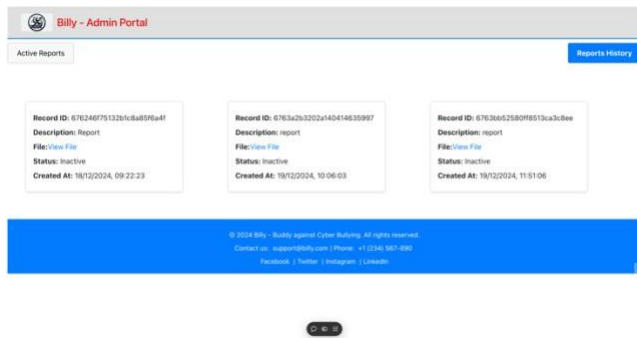 Billy - Admin Portal
Active Reports
Reports History
Record ID: 676246f75132b1c8a85f6a4f
Description: Report
File:View File
Status: Inactive
Created At: 18/12/2024, 09:22:23
Record ID: 6763a2b3202a140414635997
Description: report
File:View File
Status: Inactive
Created At: 19/12/2024, 10:06:03
Record ID: 6763bb52580ff8513ca3c8ee
Description: report
File:View File
Status: Inactive
Created At: 19/12/2024, 11:51:06
© 2024 Billy - Buddy against Cyber Bullying. All rights reserved.
Contact us: support@billy.com | Phone: +1 (234) 567-890
Facebook | Twitter | Instagram | LinkedIn